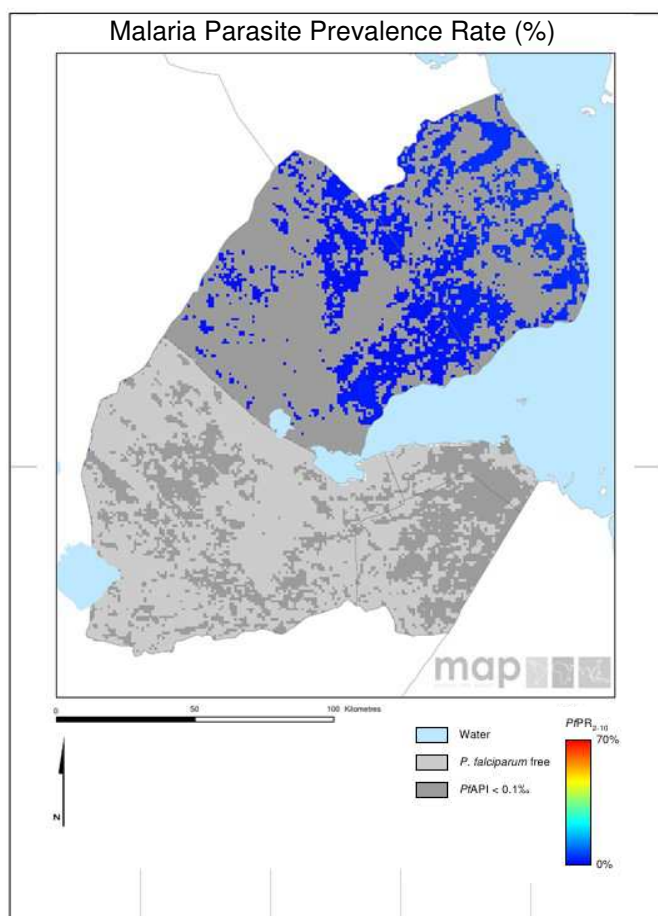 Malaria Parasite Prevalence Rate (%)
map
0 50 100 Kilometres
N
Water
P. falciparum free
PfAPI < 0.1‰
PfPR2-10
70%
0%